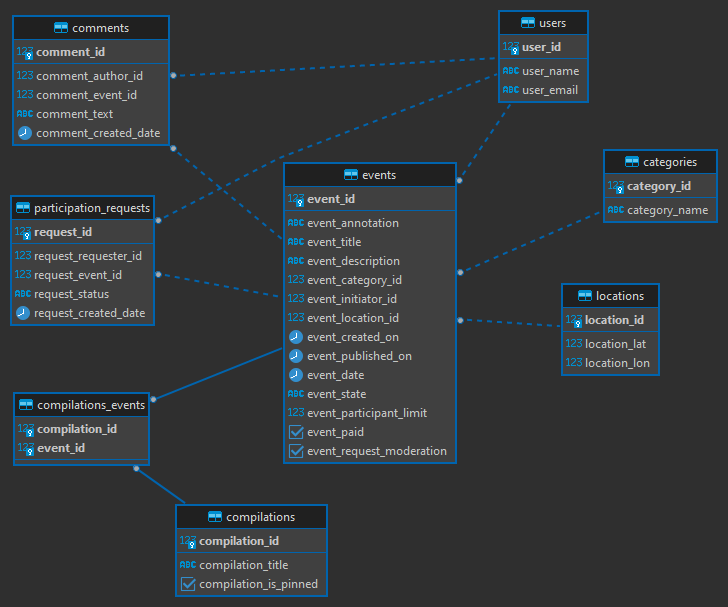 comments
123 comment_id
123 comment_author_id
123 comment_event_id
ABC comment_text
comment_created_date
users
123 user_id
ABC user_name
ABC user_email
participation_requests
123 request_id
123 request_requester_id
123 request_event_id
ABC request_status
request_created_date
events
123 event_id
ABC event_annotation
ABC event_title
ABC event_description
123 event_category_id
123 event_initiator_id
123 event_location_id
event_created_on
event_published_on
event_date
ABC event_state
123 event_participant_limit
event_paid
event_request_moderation
categories
123 category_id
ABC category_name
locations
123 location_id
123 location_lat
123 location_lon
compilations_events
123 compilation_id
123 event_id
compilations
123 compilation_id
ABC compilation_title
compilation_is_pinned